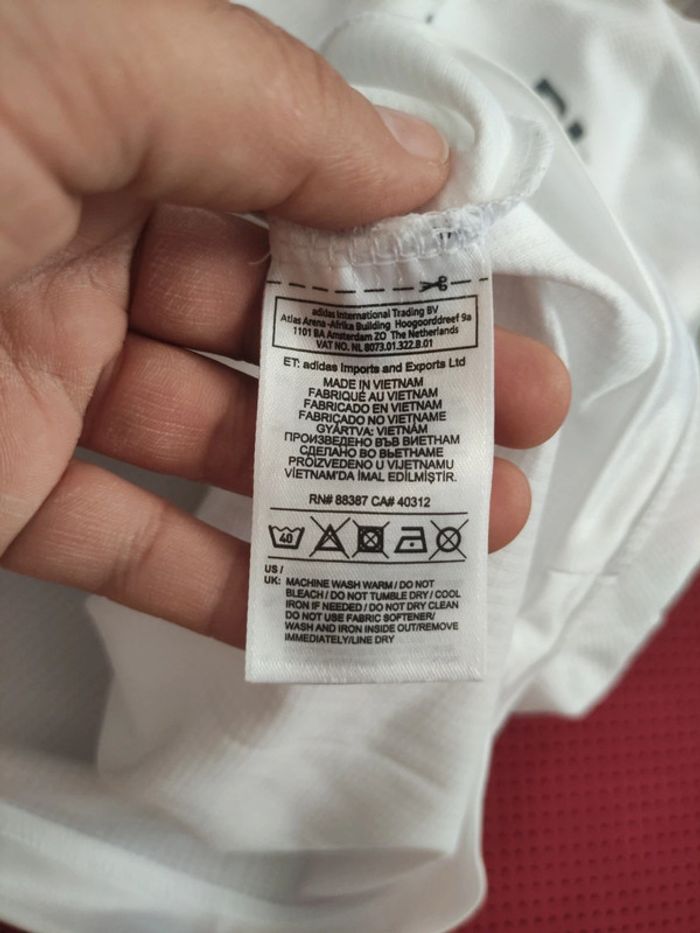 adidas International Trading BV
Atlas Arena -Afrika Building Hoogoorddreef 9a
1101 BA Amsterdam ZO The Netherlands
VAT NO. NL 8073.01.322.B.01
ET: adidas Imports and Exports Ltd
MADE IN VIETNAM
FABRIQUÉ AU VIETNAM
FABRICADO EN VIETNAM
FABRICADO NO VIETNAME
GYÁRTVA: VIETNÁM
ПРОИЗВЕДЕНО ВЪВ ВИЕТНАМ
СДЕЛАНО ВО ВЬЕТНАМЕ
PROIZVEDENO U VIJETNAMU
VİETNAM'DA İMAL EDİLMİŞTİR.
RN# 88387 CA# 40312
40
US /
UK: MACHINE WASH WARM / DO NOT
BLEACH / DO NOT TUMBLE DRY / COOL
IRON IF NEEDED / DO NOT DRY CLEAN
DO NOT USE FABRIC SOFTENER/
WASH AND IRON INSIDE OUT/REMOVE
IMMEDIATELY/LINE DRY